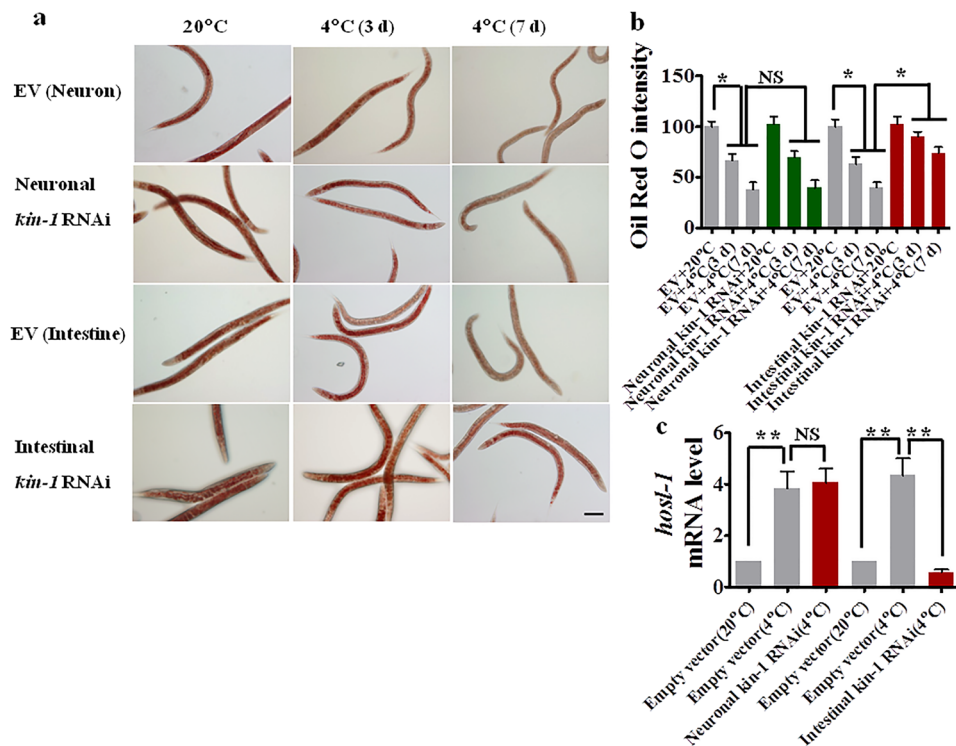 a
20°C
4°C (3 d)
4°C (7 d)
EV (Neuron)
Neuronal
kin-1 RNAi
EV (Intestine)
Intestinal
kin-1 RNAi
b
Oil Red O intensity
150
100
50
0
*
NS
*
*
EV+20°C
EV+4°C(3 d)
EV+4°C(7 d)
Neuronal kin-1 RNAi+20°C
Neuronal kin-1 RNAi+4°C(3 d)
Neuronal kin-1 RNAi+4°C(7 d)
EV+20°C
EV+4°C(3 d)
EV+4°C(7 d)
Intestinal kin-1 RNAi+20°C
Intestinal kin-1 RNAi+4°C(3 d)
Intestinal kin-1 RNAi+4°C(7 d)
c
hosl-1
mRNA level
6
4
2
0
**
NS
**
**
Empty vector(20°C)
Empty vector(4°C)
Neuronal kin-1 RNAi(4°C)
Empty vector(20°C)
Empty vector(4°C)
Intestinal kin-1 RNAi(4°C)